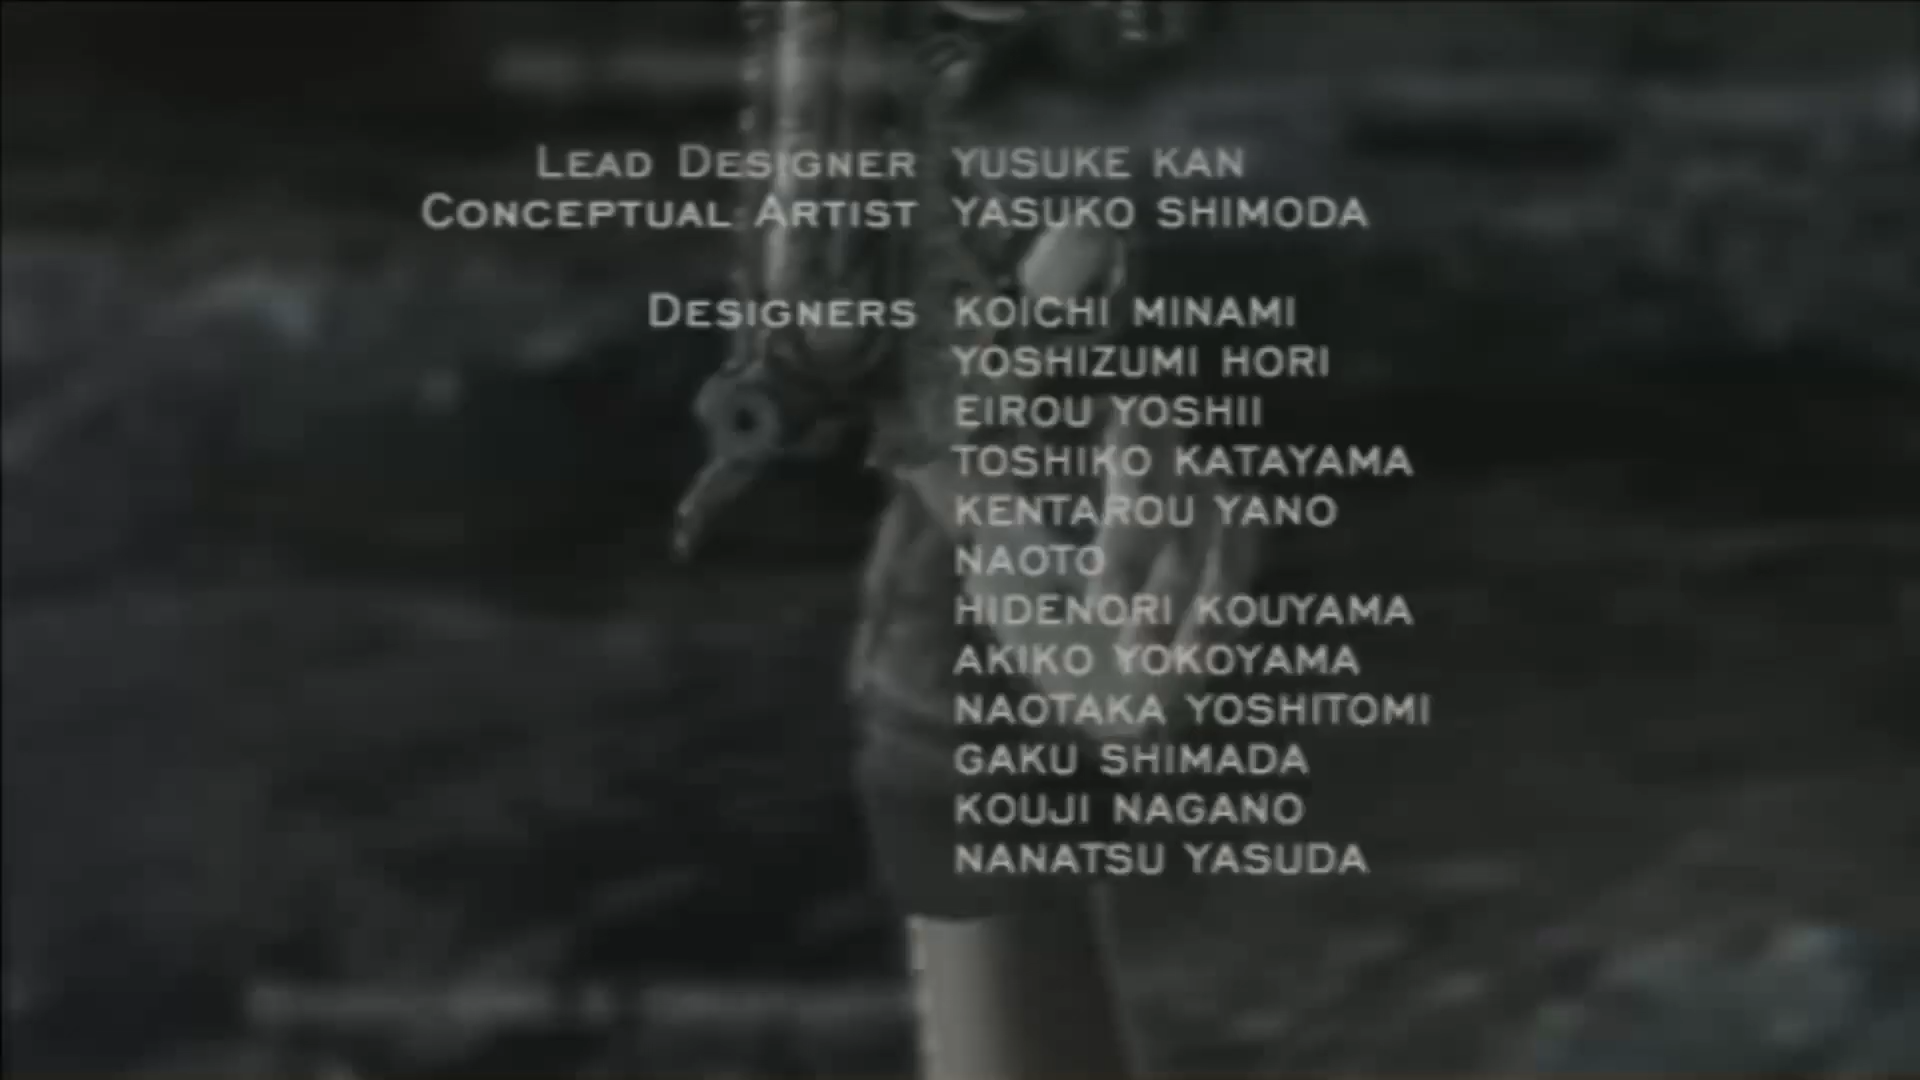 LEAD DESIGNER YUSUKE KAN
CONCEPTUAL ARTIST YASUKO SHIMODA
DESIGNERS KOICHI MINAMI
YOSHIZUMI HORI
EIROU YOSHII
TOSHIKO KATAYAMA
KENTAROU YANO
NAOTO
HIDENORI KOUYAMA
AKIKO YOKOYAMA
NAOTAKA YOSHITOMI
GAKU SHIMADA
KOUJI NAGANO
NANATSU YASUDA